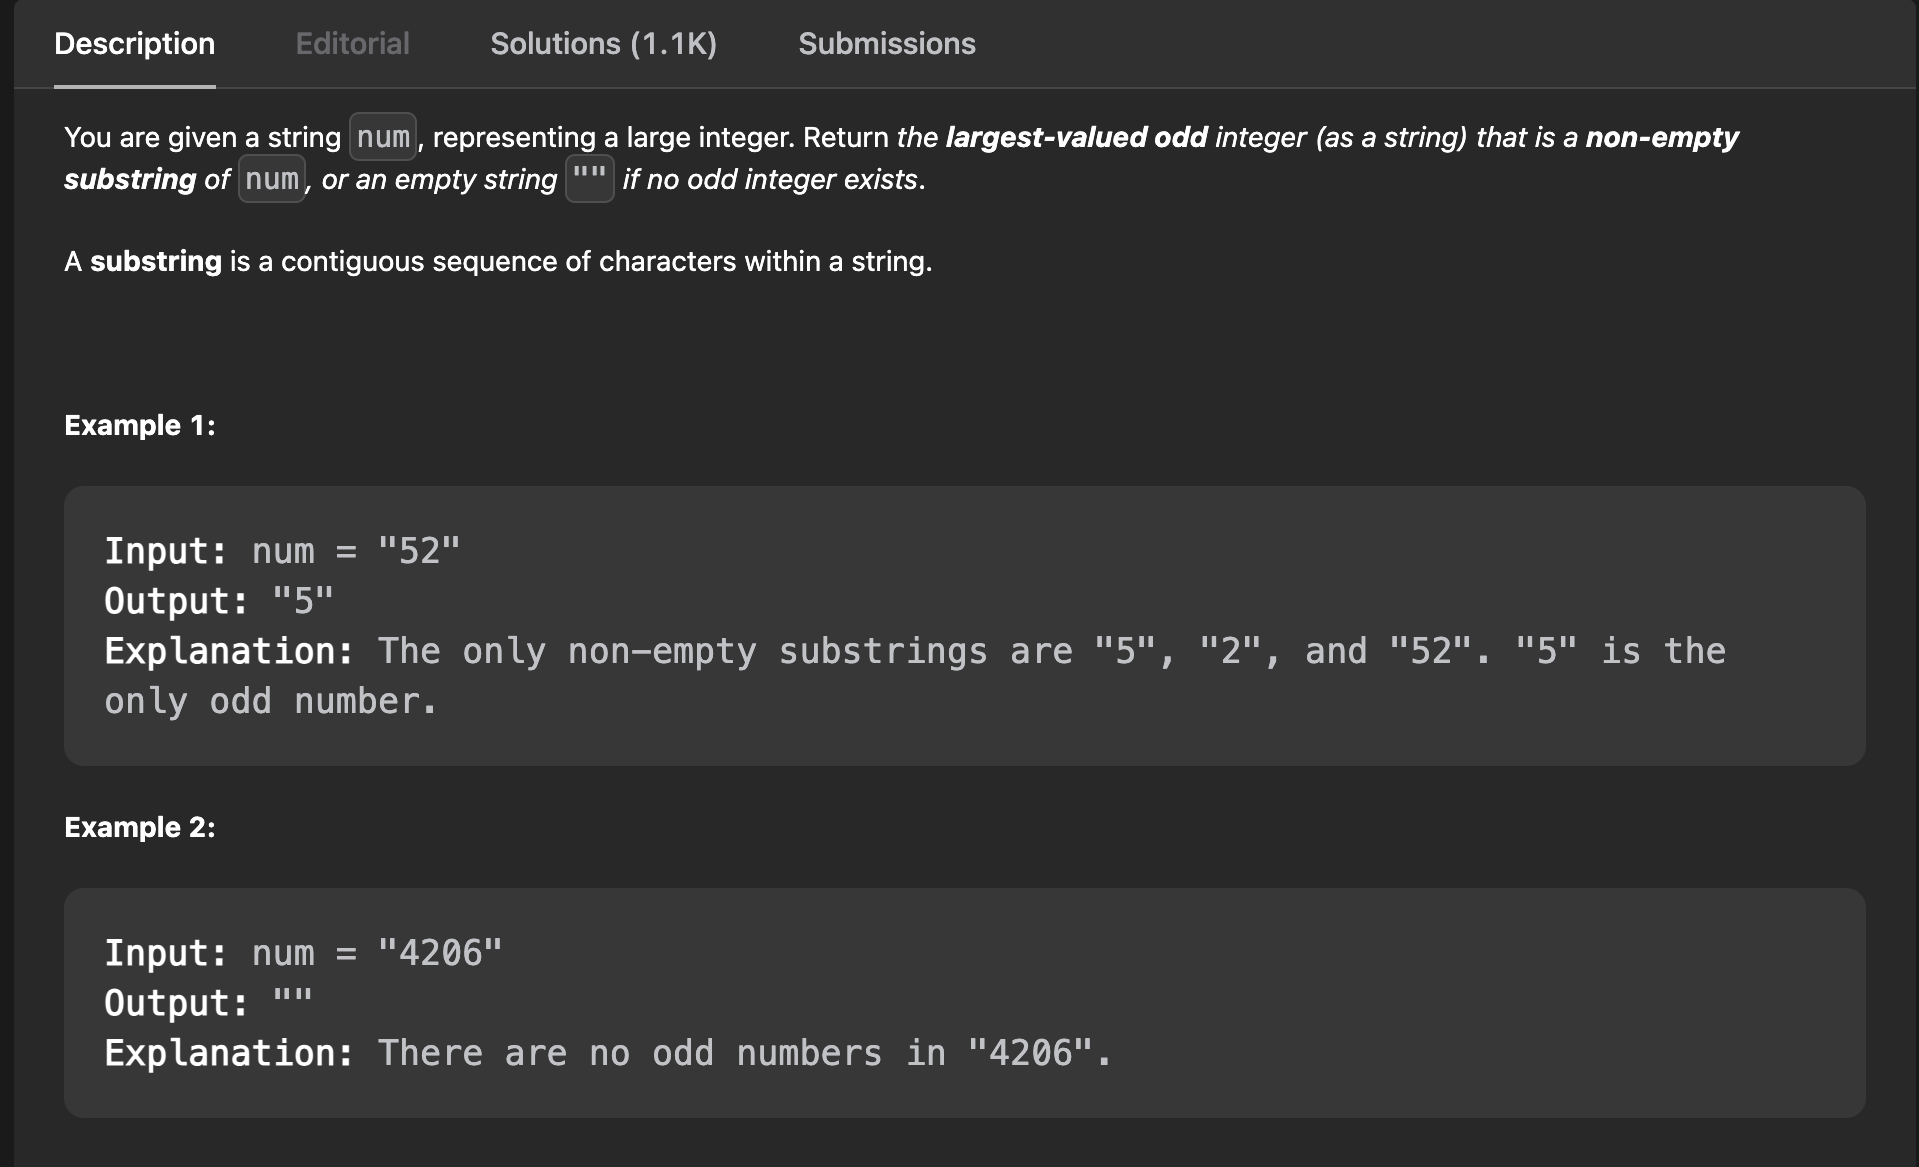 Description Editorial Solutions (1.1K) Submissions
You are given a string num, representing a large integer. Return the largest-valued odd integer (as a string) that is a non-empty
substring of num, or an empty string "" if no odd integer exists.
A substring is a contiguous sequence of characters within a string.
Example 1:
Input: num = "52"
Output: "5"
Explanation: The only non-empty substrings are "5", "2", and "52". "5" is the
only odd number.
Example 2:
Input: num = "4206"
Output: ""
Explanation: There are no odd numbers in "4206".